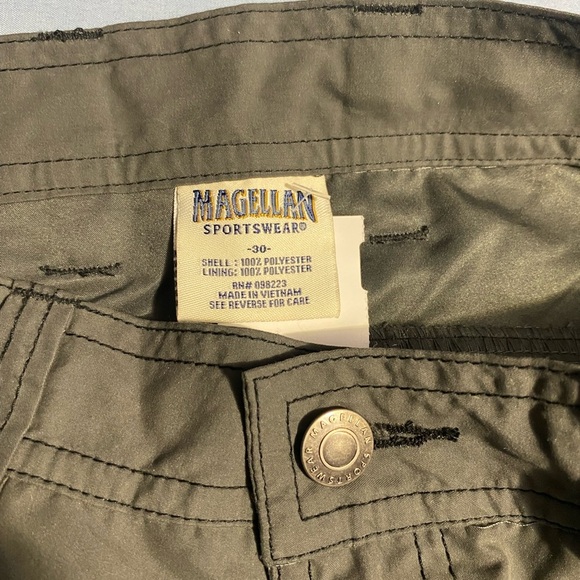 MAGELLAN
SPORTSWEAR®
-30-
SHELL: 100% POLYESTER
LINING: 100% POLYESTER
RN# 098223
MADE IN VIETNAM
SEE REVERSE FOR CARE
MAGELLAN SPORTSWEAR